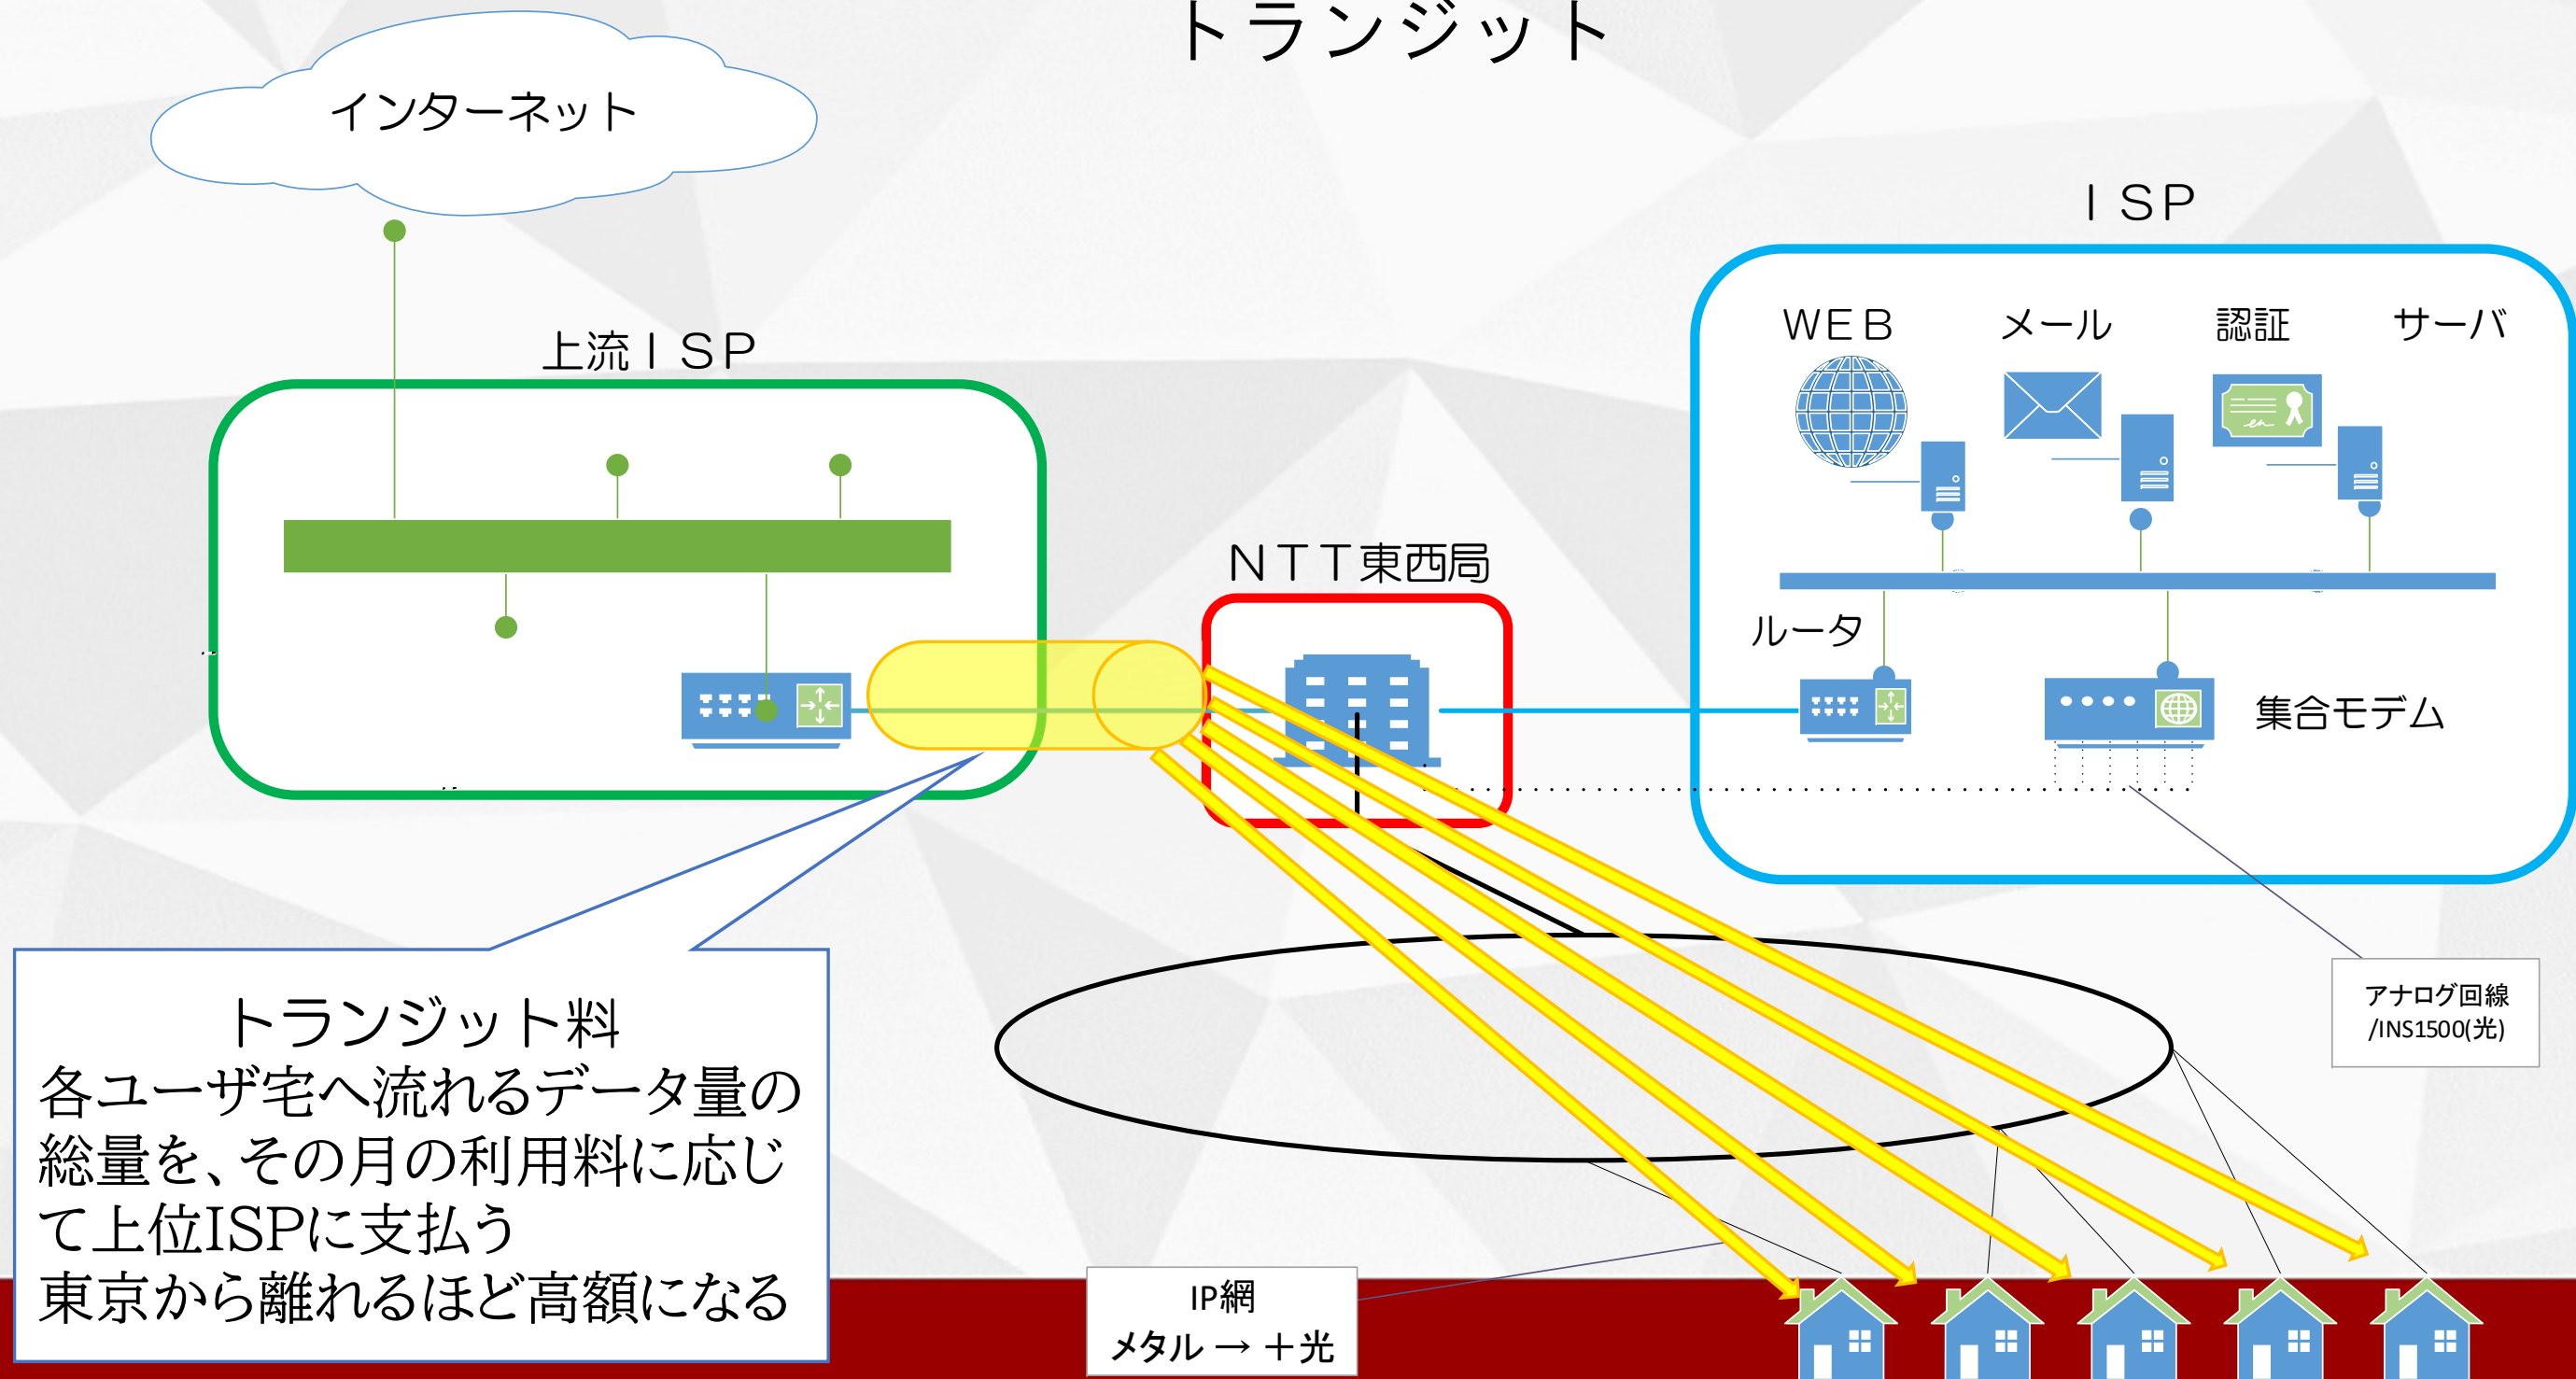 トランジット
インターネット
上流ＩＳＰ
ＩＳＰ
ＷＥＢ
メール
認証
サーバ
ＮＴＴ東西局
ルータ
集合モデム
アナログ回線
/INS1500(光)
トランジット料
各ユーザ宅へ流れるデータ量の
総量を、その月の利用料に応じ
て上位ISPに支払う
東京から離れるほど高額になる
IP網
メタル → ＋光